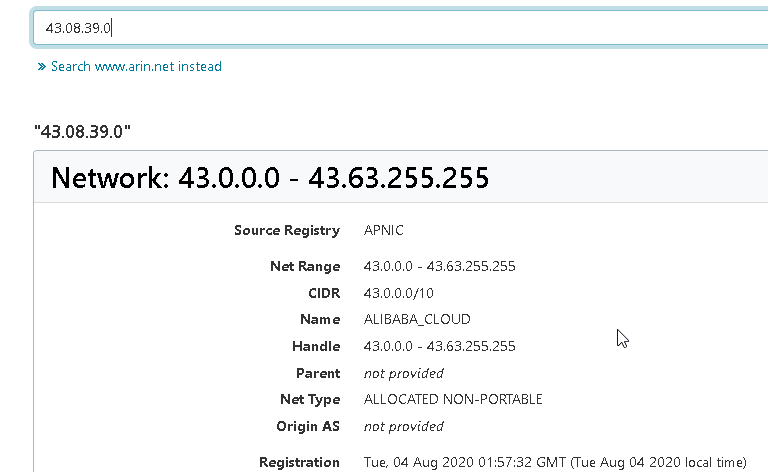 43.08.39.0
» Search www.arin.net instead
"43.08.39.0"
Network: 43.0.0.0 - 43.63.255.255
Source Registry APNIC
Net Range 43.0.0.0 - 43.63.255.255
CIDR 43.0.0.0/10
Name ALIBABA_CLOUD
Handle 43.0.0.0 - 43.63.255.255
Parent not provided
Net Type ALLOCATED NON-PORTABLE
Origin AS not provided
Registration Tue, 04 Aug 2020 01:57:32 GMT (Tue Aug 04 2020 local time)